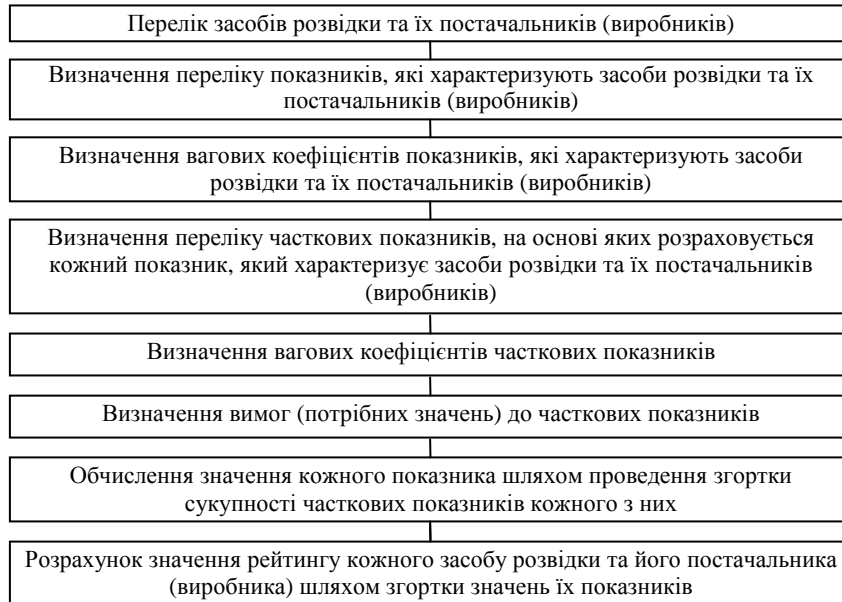 Перелік засобів розвідки та їх постачальників (виробників)
Визначення переліку показників, які характеризують засоби розвідки та їх
постачальників (виробників)
Визначення вагових коефіцієнтів показників, які характеризують засоби
розвідки та їх постачальників (виробників)
Визначення переліку часткових показників, на основі яких розраховується
кожний показник, який характеризує засоби розвідки та їх постачальників
(виробників)
Визначення вагових коефіцієнтів часткових показників
Визначення вимог (потрібних значень) до часткових показників
Обчислення значення кожного показника шляхом проведення згортки
сукупності часткових показників кожного з них
Розрахунок значення рейтингу кожного засобу розвідки та його постачальника
(виробника) шляхом згортки значень їх показників